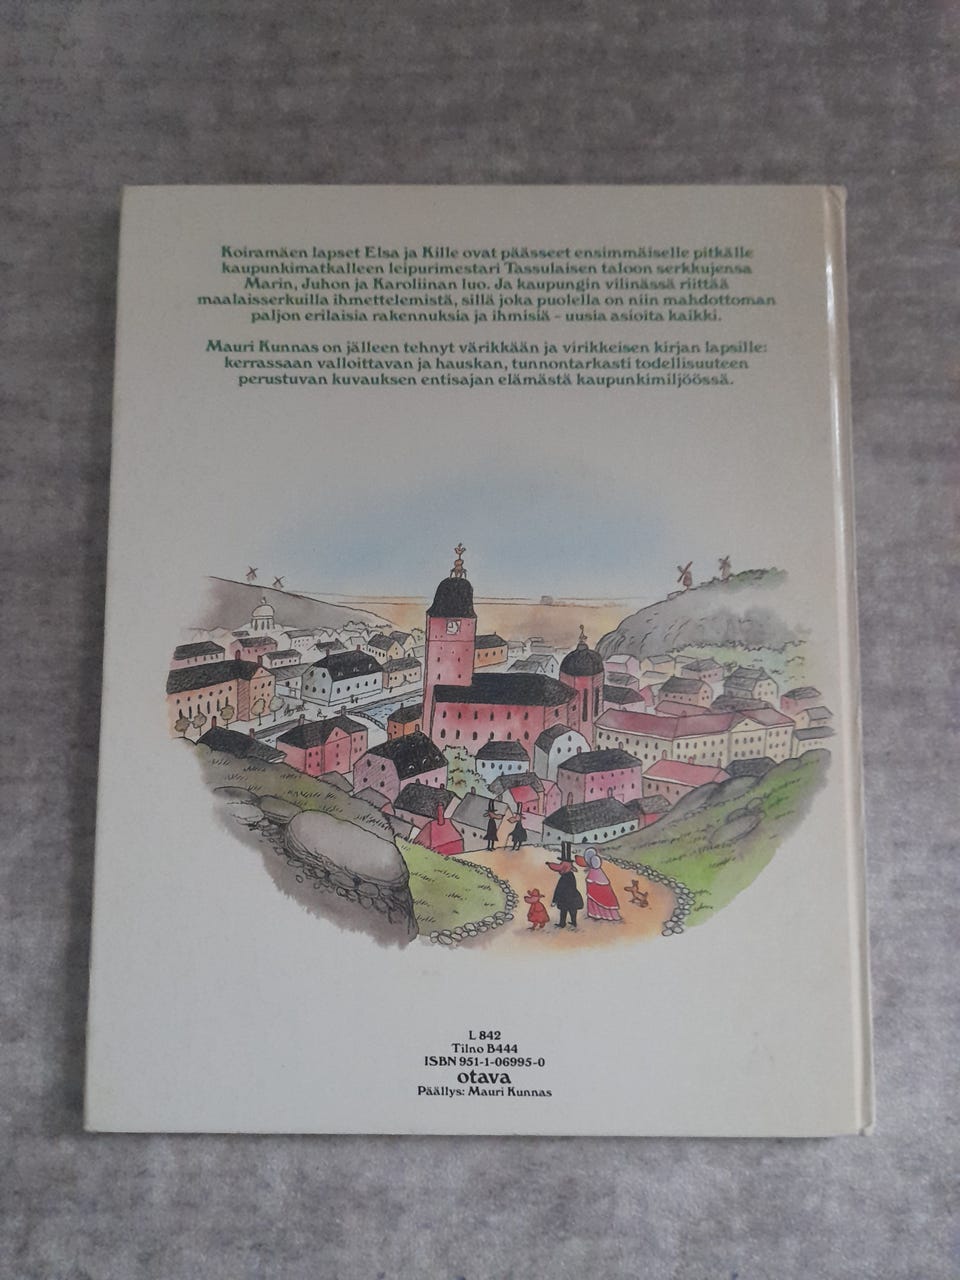 Koiramäen lapset Elsa ja Kille ovat päässeet ensimmäiselle pitkälle
kaupunkimatkalleen leipurimestari Tassulaisen taloon serkkujensa
Marin, Juhon ja Karoliinan luo. Ja kaupungin vilinässä riittää
maalaisserkuilla ihmettelemistä, sillä joka puolella on niin mahdottoman
paljon erilaisia rakennuksia ja ihmisiä – uusia asioita kaikki.
Mauri Kunnas on jälleen tehnyt värikkään ja virikkeisen kirjan lapsille:
kerrassaan valloittavan ja hauskan, tunnontarkasti todellisuuteen
perustuvan kuvauksen entisajan elämästä kaupunkimiljöössä.
L 842
Tilno B444
ISBN 951-1-06995-0
otava
Päällys: Mauri Kunnas